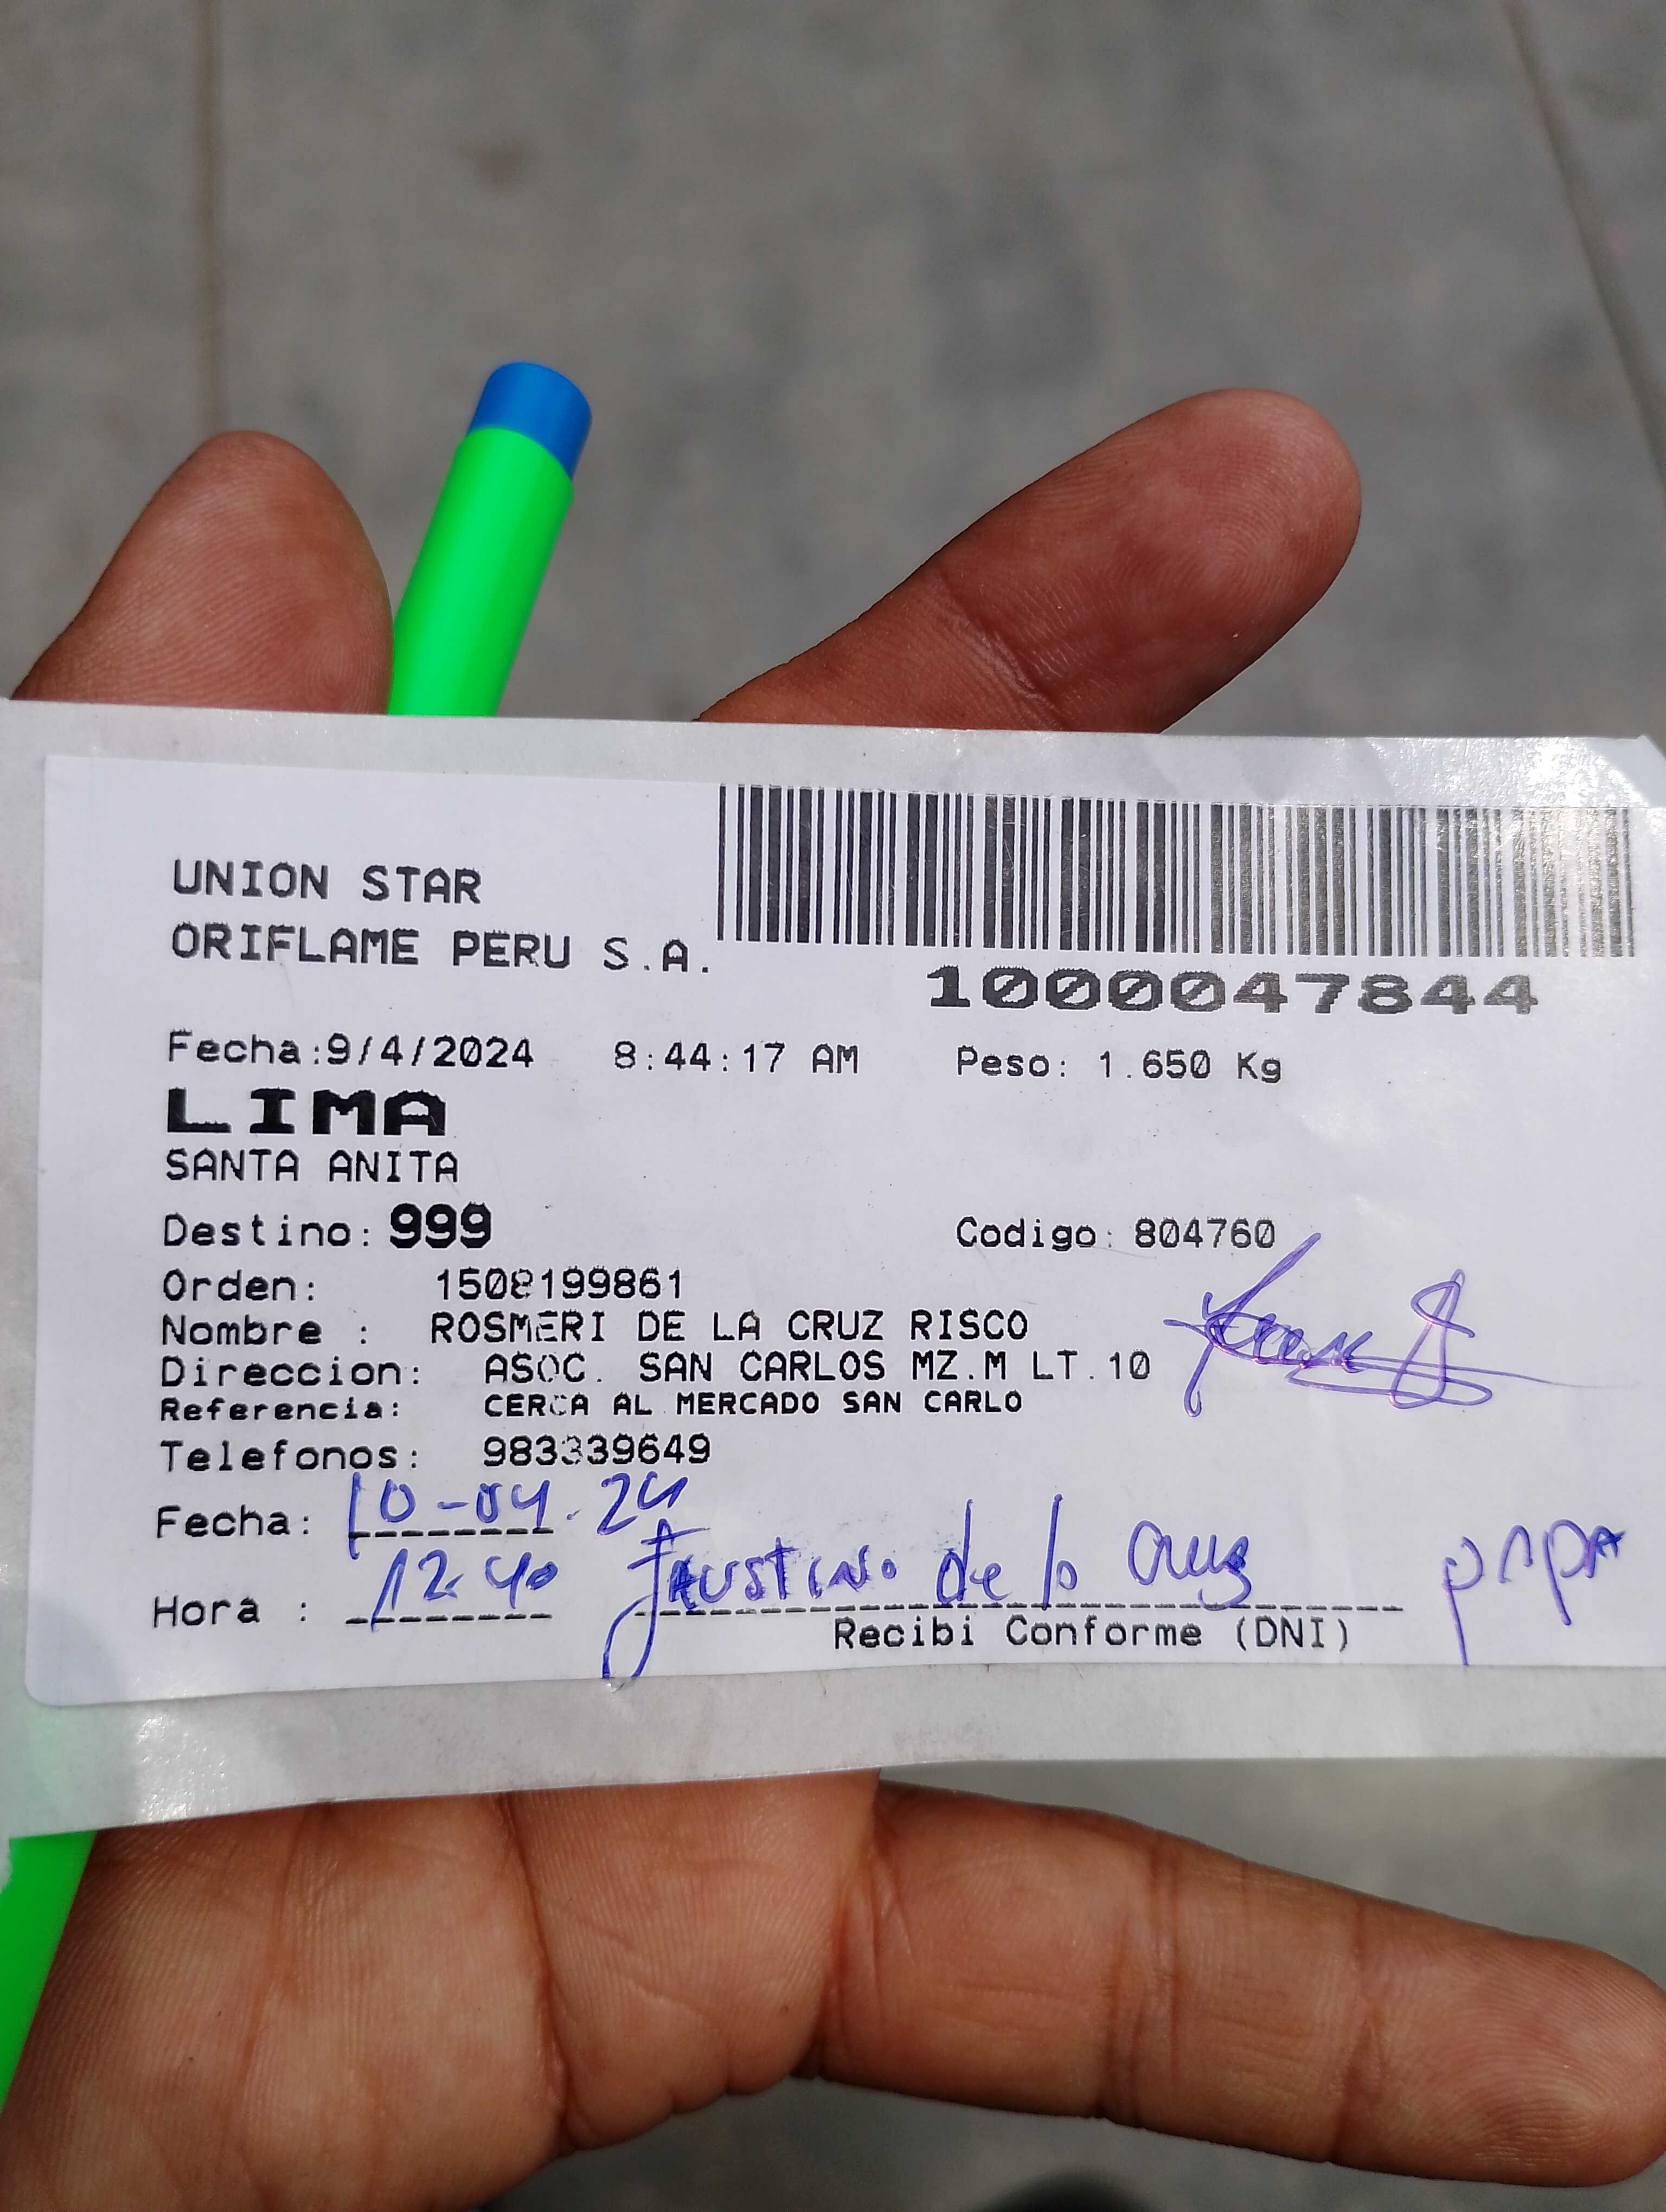 UNION STAR
ORIFLAME PERU S.A.
1000047844
Fecha:9/4/2024 8:44:17 AM Peso: 1.650 Kg
LIMA
SANTA ANITA
Destino: 999 Codigo: 804760
Orden: 1508199861
Nombre : ROSMERI DE LA CRUZ RISCO
Direccion: ASOC. SAN CARLOS MZ.M LT.10
Referencia: CERCA AL MERCADO SAN CARLO
Telefonos: 983339649
Fecha: 10-04.24
Hora : 12.40 Faustino de la Cruz papa
Recibi Conforme (DNI)